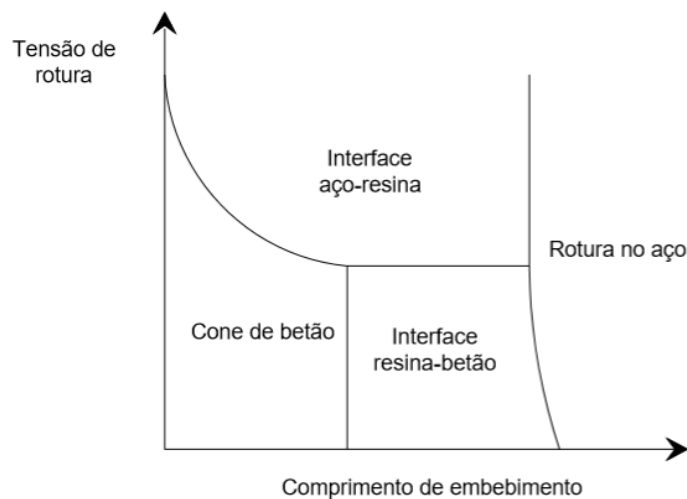 Tensão de
rotura
Interface
aço-resina
Rotura no aço
Cone de betão
Interface
resina-betão
Comprimento de embebimento